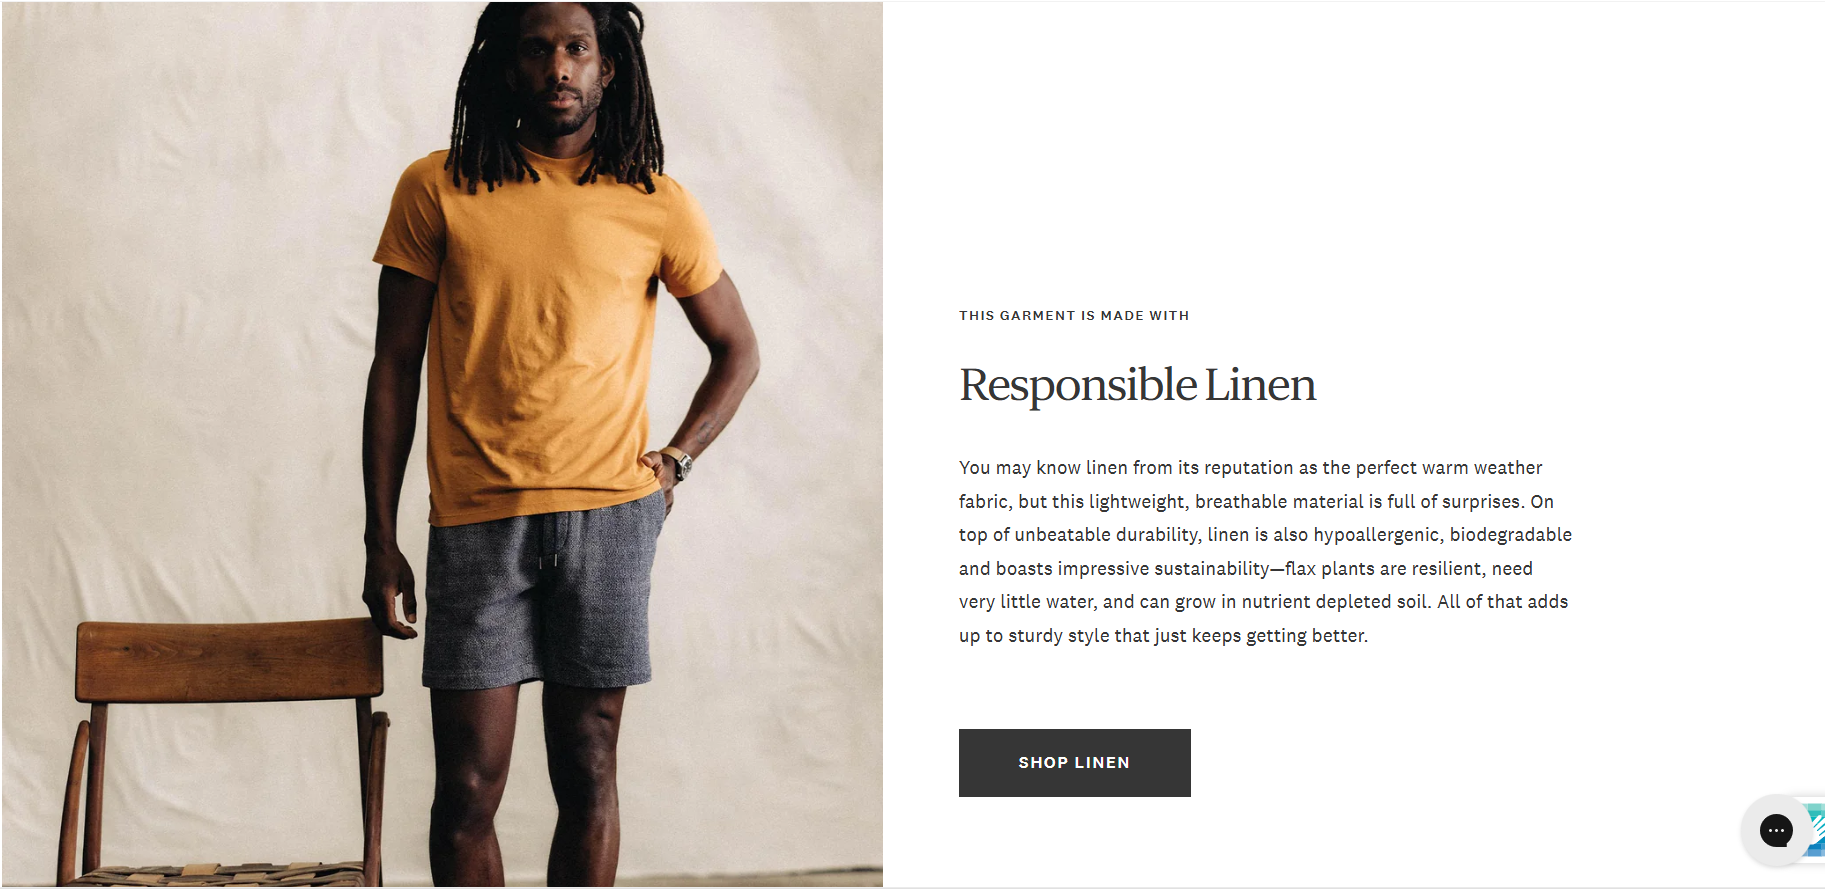 THIS GARMENT IS MADE WITH
Responsible Linen
You may know linen from its reputation as the perfect warm weather
fabric, but this lightweight, breathable material is full of surprises. On
top of unbeatable durability, linen is also hypoallergenic, biodegradable
and boasts impressive sustainability—flax plants are resilient, need
very little water, and can grow in nutrient depleted soil. All of that adds
up to sturdy style that just keeps getting better.
SHOP LINEN